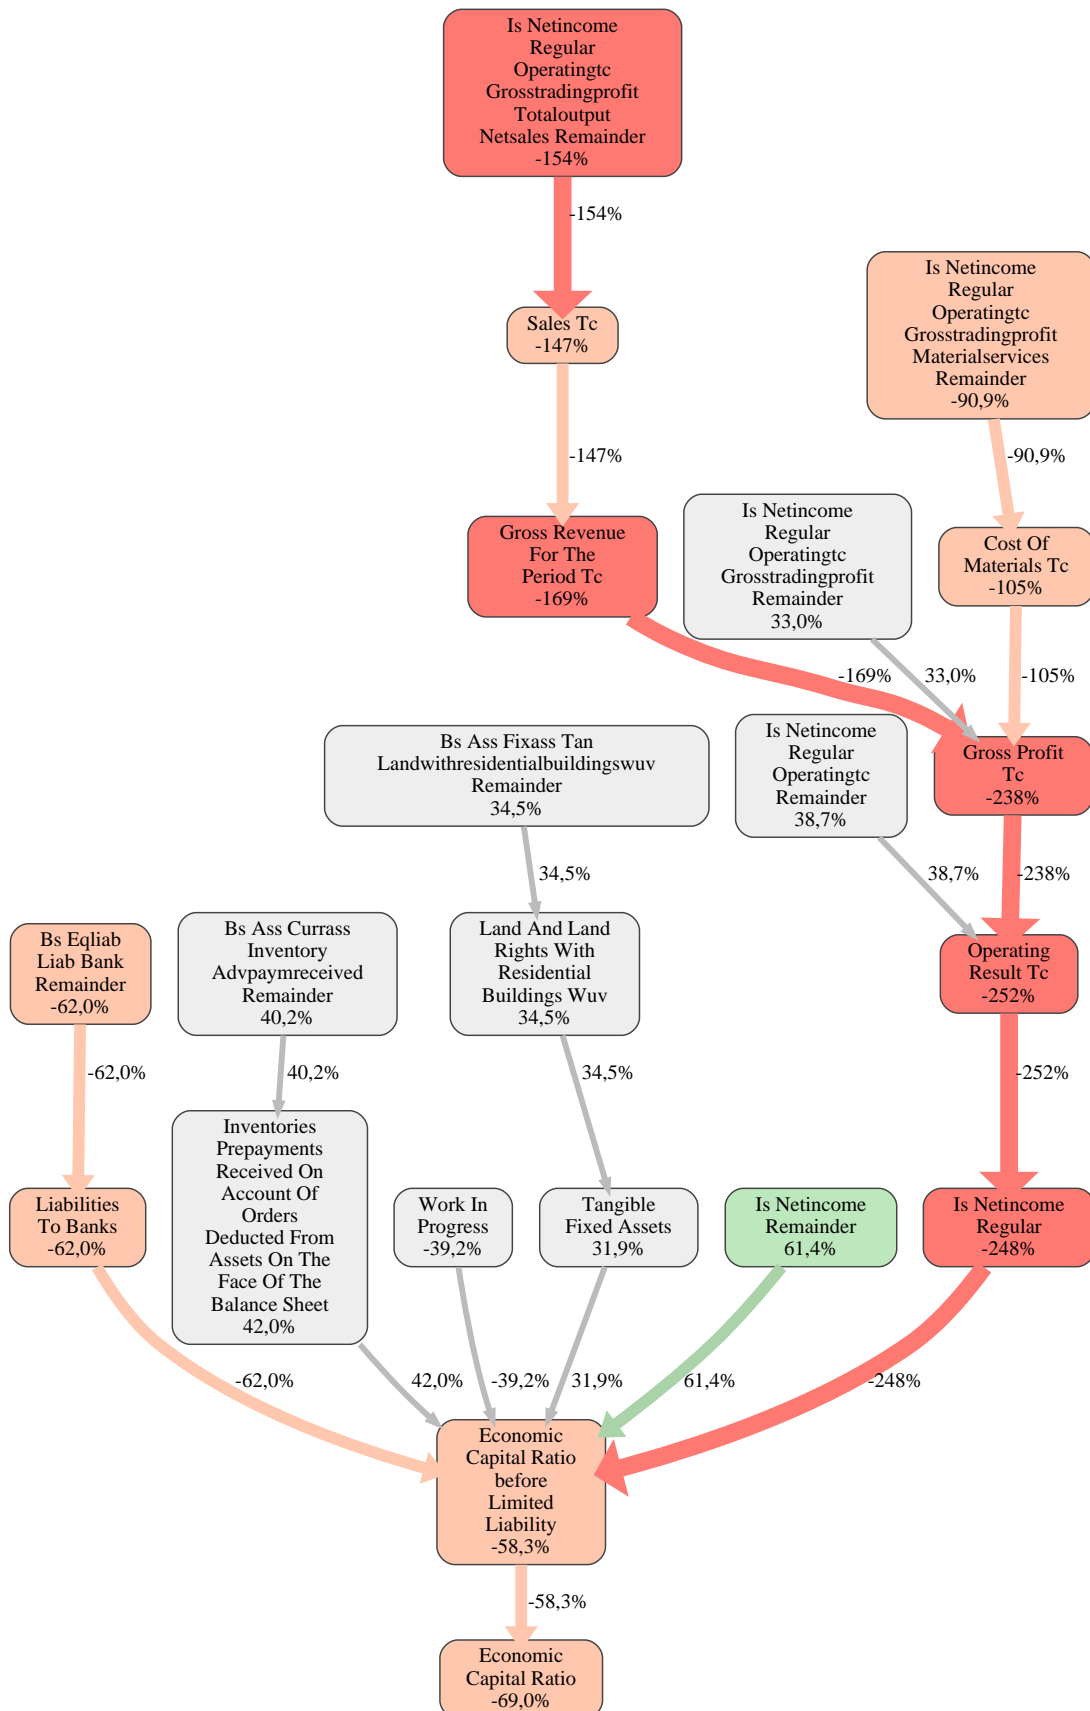 Is Netincome
Regular
Operatingtc
Grosstradingprofit
Totaloutput
Netsales Remainder
-154%
-154%
Is Netincome
Regular
Operatingtc
Grosstradingprofit
Materialservices
Remainder
-90,9%
Sales Tc
-147%
-147%
-90,9%
Is Netincome
Regular
Operatingtc
Grosstradingprofit
Remainder
33,0%
Gross Revenue
For The
Period Tc
-169%
Cost Of
Materials Tc
-105%
-169%
33,0%
-105%
Bs Ass Fixass Tan
Landwithresidentialbuildingswuv
Remainder
34,5%
Is Netincome
Regular
Operatingtc
Remainder
38,7%
Gross Profit
Tc
-238%
34,5%
38,7%
-238%
Bs Eqliab
Liab Bank
Remainder
-62,0%
Bs Ass Currass
Inventory
Advpaymreceived
Remainder
40,2%
Land And Land
Rights With
Residential
Buildings Wuv
34,5%
Operating
Result Tc
-252%
-62,0%
40,2%
34,5%
-252%
Inventories
Prepayments
Received On
Account Of
Orders
Deducted From
Assets On The
Face Of The
Balance Sheet
42,0%
Liabilities
To Banks
-62,0%
Work In
Progress
-39,2%
Tangible
Fixed Assets
31,9%
Is Netincome
Remainder
61,4%
Is Netincome
Regular
-248%
-62,0%
42,0%
-39,2%
31,9%
61,4%
-248%
Economic
Capital Ratio
before
Limited
Liability
-58,3%
-58,3%
Economic
Capital Ratio
-69,0%